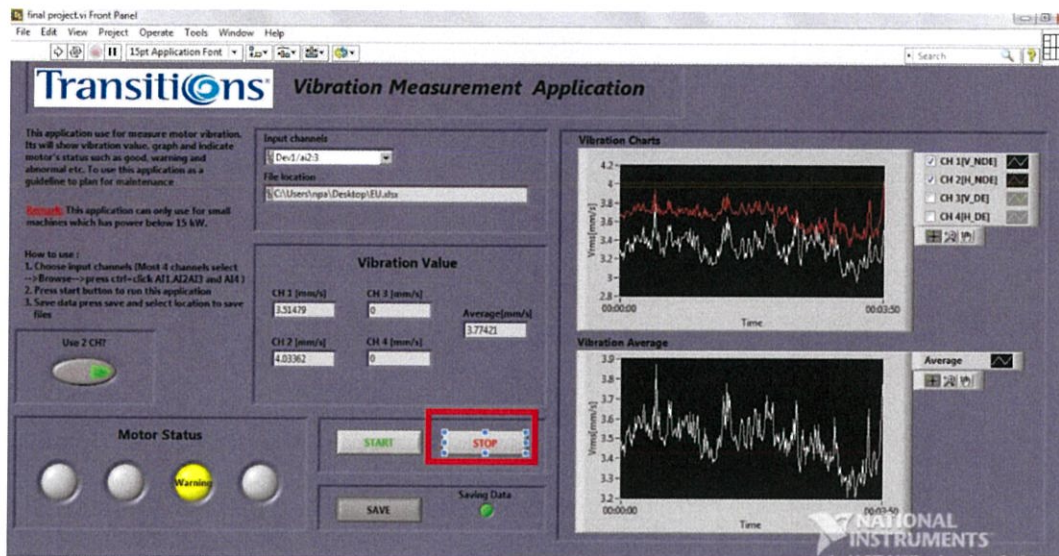 final project.vi Front Panel
File Edit View Project Operate Tools Window Help
15pt Application Font
Search
Transitions
Vibration Measurement Application
This application use for measure motor vibration.
Its will show vibration value, graph and indicate
motor's status such as good, warning and
abnormal etc. To use this application as a
guideline to plan for maintenance
Remark: This application can only use for small
machines which has power below 15 kW.
How to use :
1. Choose input channels (Most 4 channels select
-->Browse-->press ctrl+click AI1,AI2AI3 and AI4 )
2. Press start button to run this application
3. Save data press save and select location to save
files
Use 2 CH?
Input channels
Dev1/ai2:3
File location
C:\Users\npa\Desktop\EU.xlsx
Vibration Value
CH 1 [mm/s]
3.51479
CH 3 [mm/s]
0
Average[mm/s]
3.77421
CH 2 [mm/s]
4.03362
CH 4 [mm/s]
0
Motor Status
Warning
START
STOP
SAVE
Saving Data
Vibration Charts
Vrms[mm/s]
4.2
4
3.8
3.6
3.4
3.2
3
2.8
00:00:00
00:03:50
Time
CH 1[V_NDE]
CH 2[H_NDE]
CH 3[V_DE]
CH 4[H_DE]
Vibration Average
Vrms[mm/s]
3.9
3.8
3.7
3.6
3.5
3.4
3.3
3.2
00:00:00
00:03:50
Time
Average
NATIONAL
INSTRUMENTS